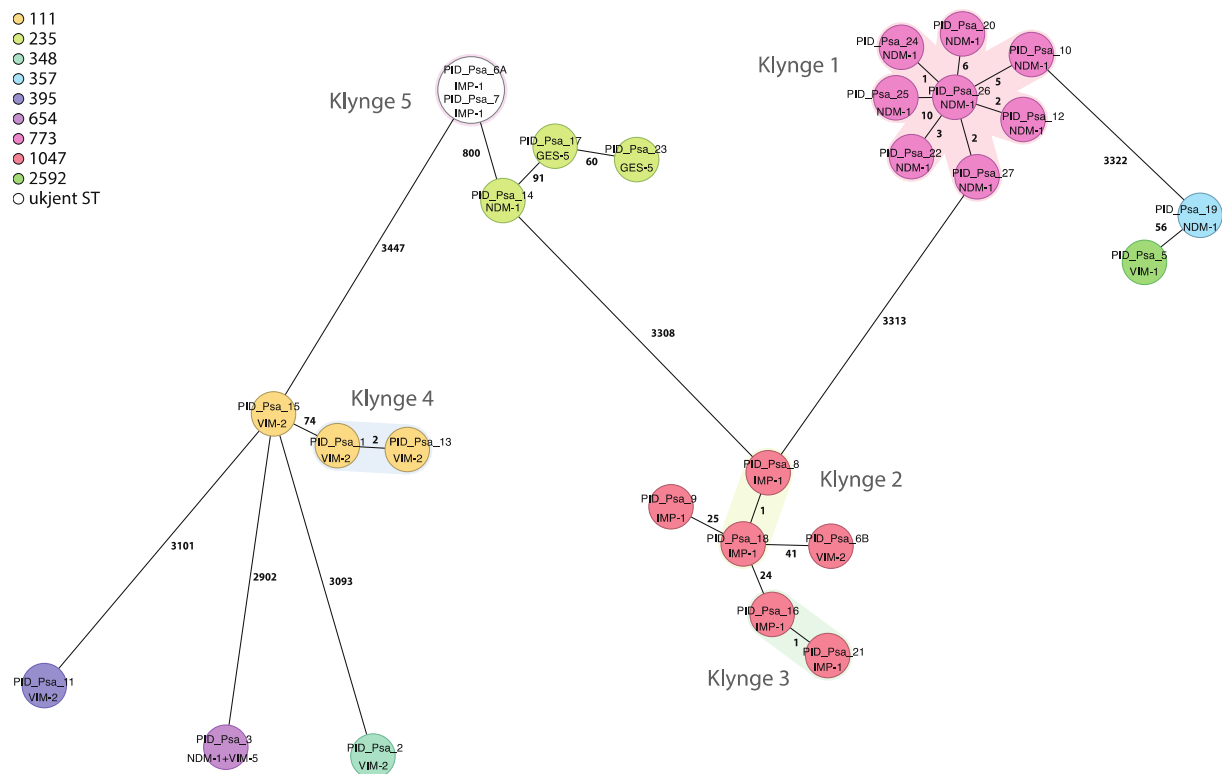 111
235
348
357
395
654
773
1047
2592
ukjent ST
Klynge 1
PID_Psa_24
NDM-1
PID_Psa_20
NDM-1
PID_Psa_10
NDM-1
PID_Psa_25
NDM-1
PID_Psa_26
NDM-1
PID_Psa_12
NDM-1
PID_Psa_22
NDM-1
PID_Psa_27
NDM-1
1
6
5
10
2
3
2
3322
PID_Psa_19
NDM-1
56
PID_Psa_5
VIM-1
3313
Klynge 5
PID_Psa_6A
IMP-1
PID_Psa_7
IMP-1
800
PID_Psa_17
GES-5
60
PID_Psa_23
GES-5
91
PID_Psa_14
NDM-1
3447
3308
Klynge 4
PID_Psa_15
VIM-2
74
PID_Psa_1
VIM-2
2
PID_Psa_13
VIM-2
Klynge 2
PID_Psa_8
IMP-1
1
PID_Psa_9
IMP-1
25
PID_Psa_18
IMP-1
41
PID_Psa_6B
VIM-2
24
PID_Psa_16
IMP-1
1
PID_Psa_21
IMP-1
Klynge 3
3101
2902
3093
PID_Psa_11
VIM-2
PID_Psa_3
NDM-1+VIM-5
PID_Psa_2
VIM-2